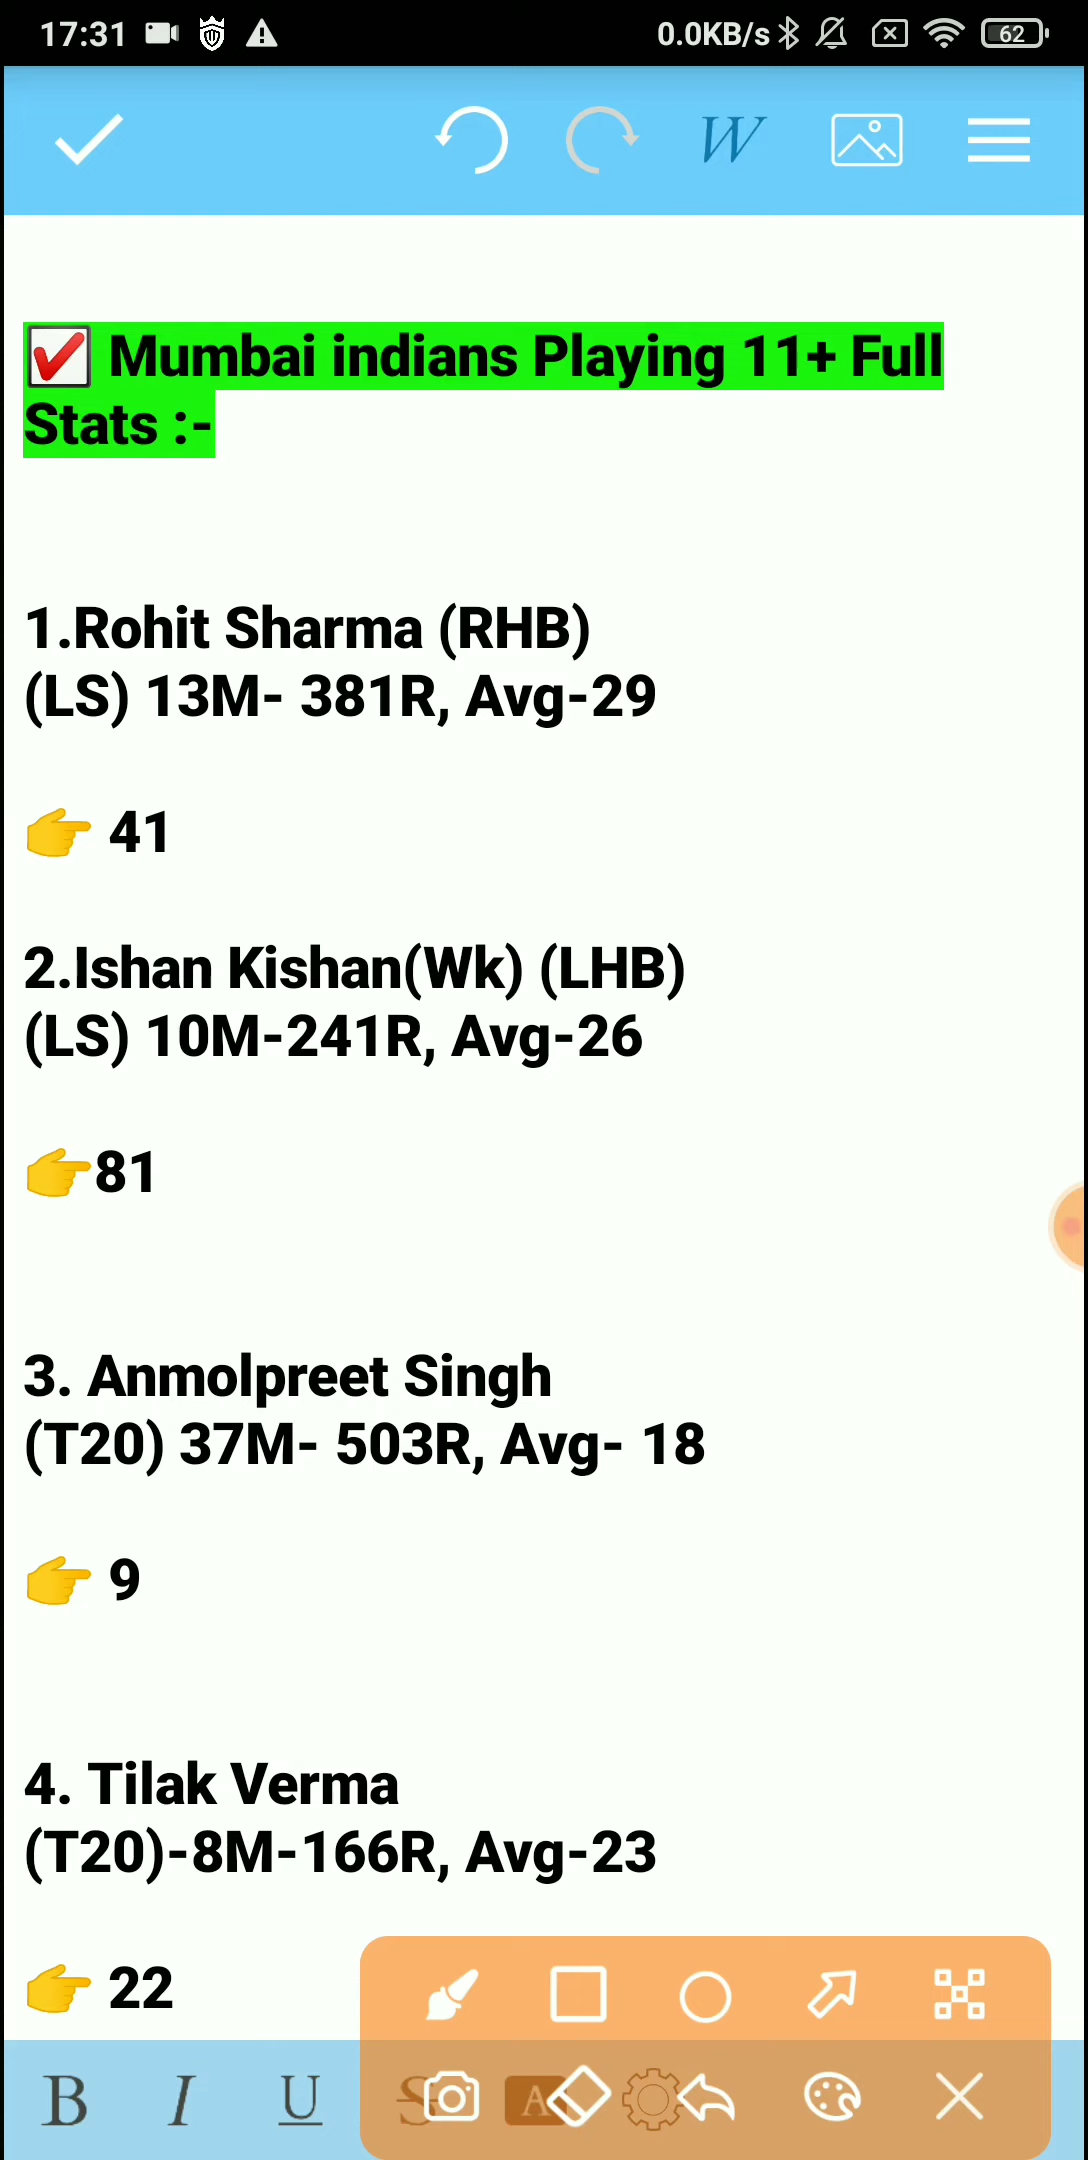 17:31
0.0KB/s
62
W
✔ Mumbai indians Playing 11+ Full
Stats :-
1.Rohit Sharma (RHB)
(LS) 13M- 381R, Avg-29
👉 41
2.Ishan Kishan(Wk) (LHB)
(LS) 10M-241R, Avg-26
👉81
3. Anmolpreet Singh
(T20) 37M- 503R, Avg- 18
👉 9
4. Tilak Verma
(T20)-8M-166R, Avg-23
👉 22
B I U S A